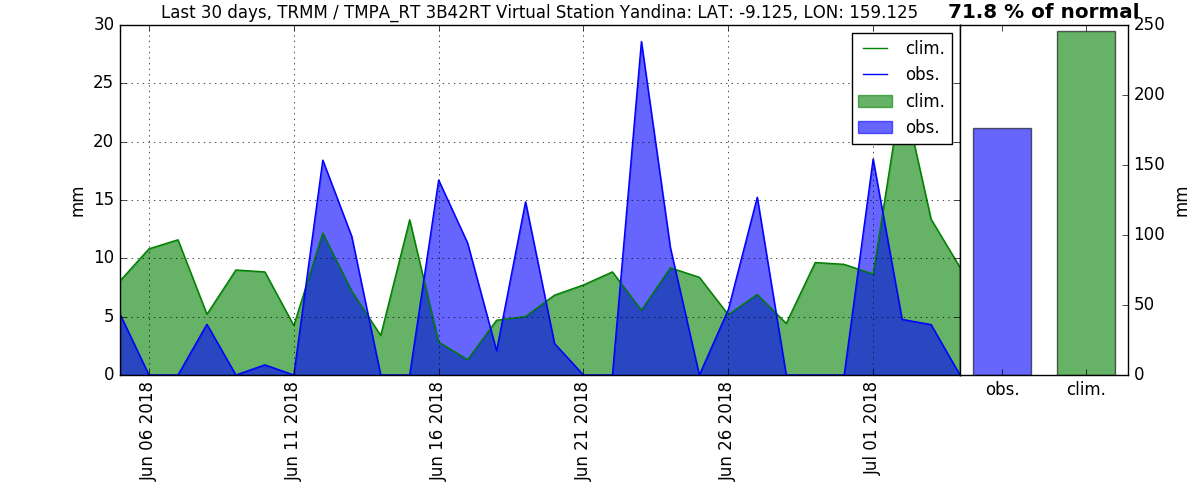 Last 30 days, TRMM / TMPA_RT 3B42RT Virtual Station Yandina: LAT: -9.125, LON: 159.125
71.8 % of normal
30
25
20
15
10
5
0
mm
clim.
obs.
clim.
obs.
250
200
150
100
50
0
mm
Jun 06 2018
Jun 11 2018
Jun 16 2018
Jun 21 2018
Jun 26 2018
Jul 01 2018
obs.
clim.